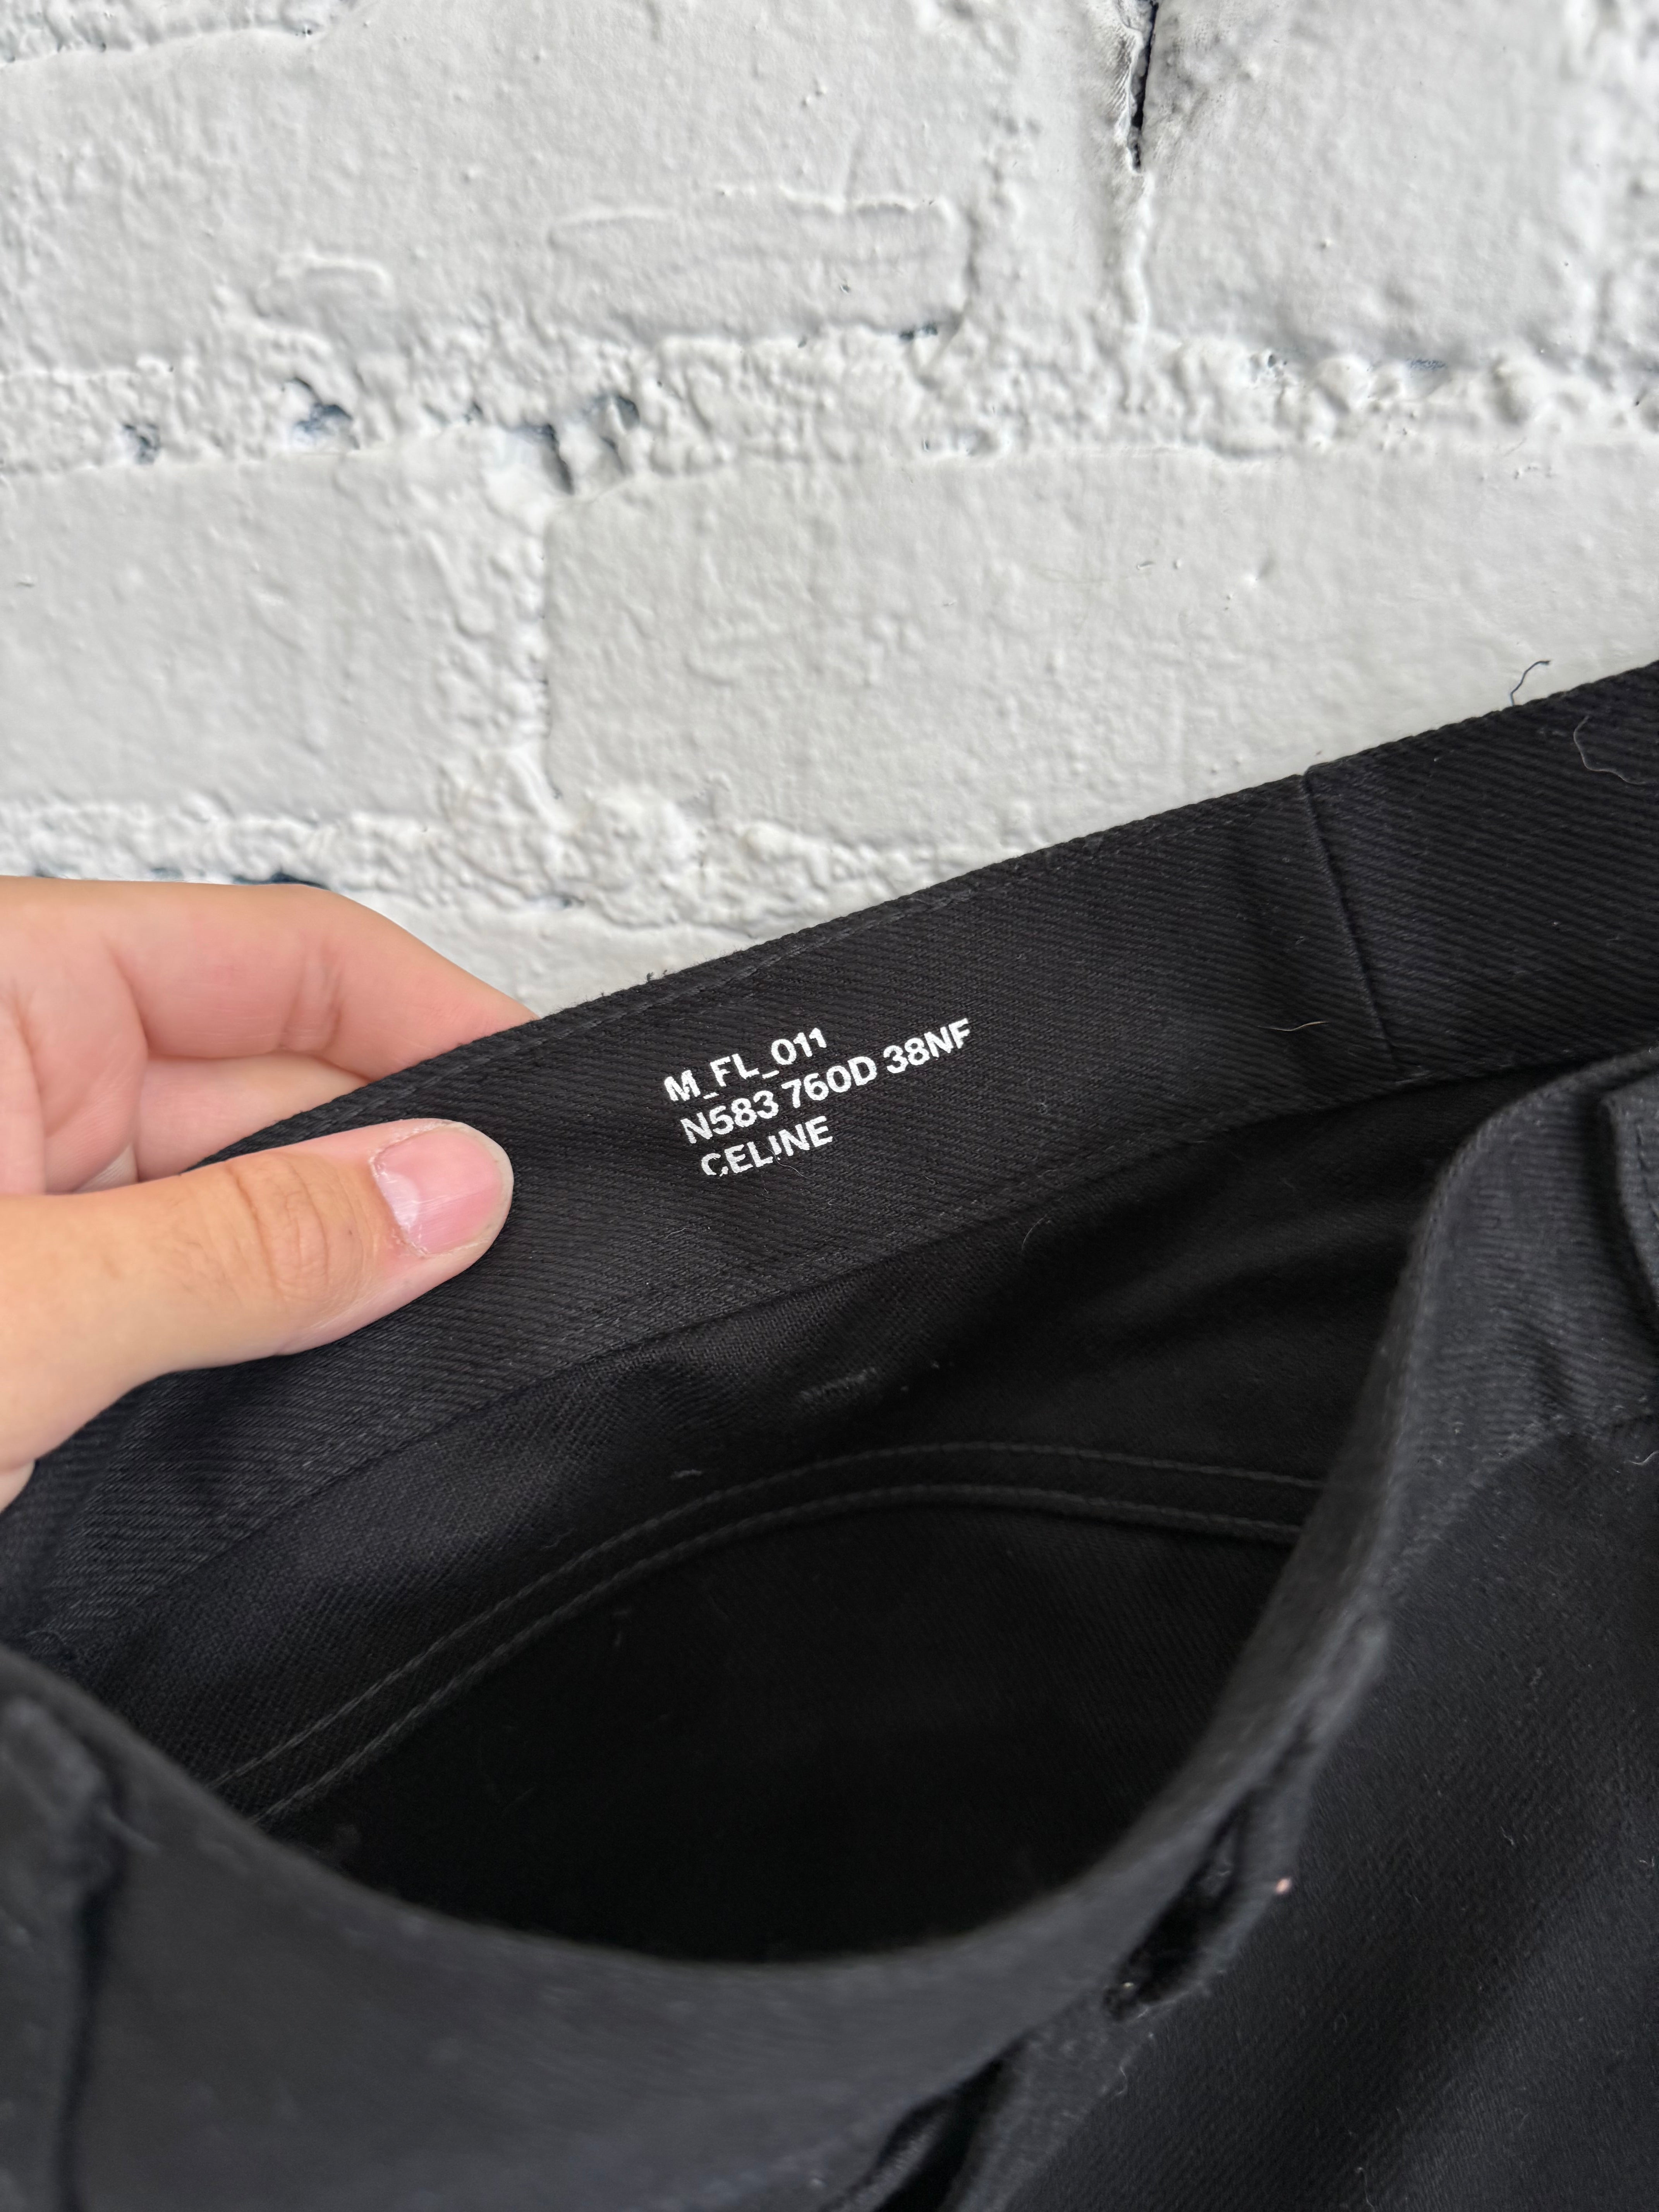 M_FL_011
N583 760D 38NF
CELINE